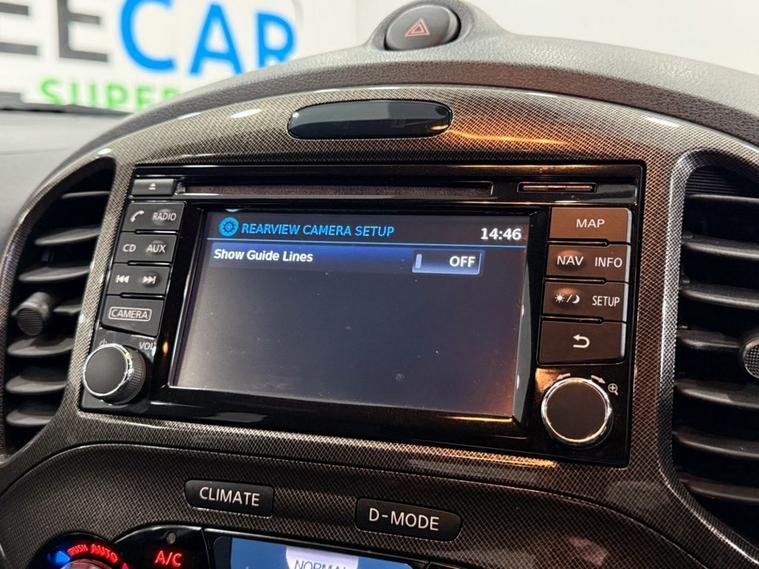 EECAR
SUPER
REARVIEW CAMERA SETUP 14:46
Show Guide Lines OFF
RADIO
CD AUX
CAMERA
VOL
MAP
NAV INFO
SETUP
CLIMATE
D-MODE
PUSH AUTO
A/C
NORMAL